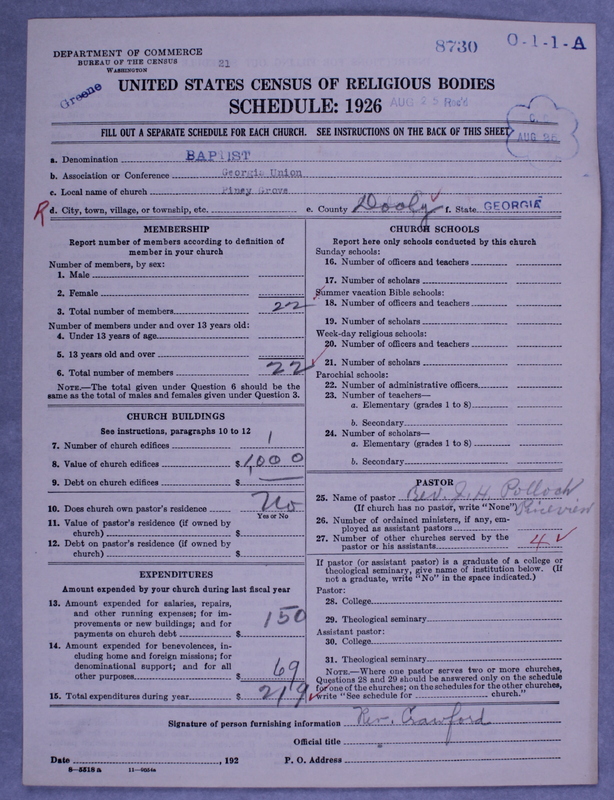 8730 0-1-1-A
DEPARTMENT OF COMMERCE
BUREAU OF THE CENSUS
WASHINGTON
21
Greene
UNITED STATES CENSUS OF RELIGIOUS BODIES
SCHEDULE: 1926
AUG 25 Rec'd
FILL OUT A SEPARATE SCHEDULE FOR EACH CHURCH. SEE INSTRUCTIONS ON THE BACK OF THIS SHEET
AUG 26
a. Denomination BAPTIST
b. Association or Conference Georgia Union
c. Local name of church Piney Grove
R d. City, town, village, or township, etc. e. County Dooly f. State GEORGIA
MEMBERSHIP
Report number of members according to definition of
member in your church
Number of members, by sex:
1. Male
2. Female
3. Total number of members 22
Number of members under and over 13 years old:
4. Under 13 years of age
5. 13 years old and over
6. Total number of members 22
NOTE.—The total given under Question 6 should be the
same as the total of males and females given under Question 3.
CHURCH BUILDINGS
See instructions, paragraphs 10 to 12
7. Number of church edifices 1
8. Value of church edifices $1,000
9. Debt on church edifices $
10. Does church own pastor's residence No
Yes or No
11. Value of pastor's residence (if owned by
church) $
12. Debt on pastor's residence (if owned by
church) $
EXPENDITURES
Amount expended by your church during last fiscal year
13. Amount expended for salaries, repairs,
and other running expenses; for im-
provements or new buildings; and for
payments on church debt $ 150
14. Amount expended for benevolences, in-
cluding home and foreign missions; for
denominational support; and for all
other purposes $ 69
15. Total expenditures during year $ 219
CHURCH SCHOOLS
Report here only schools conducted by this church
Sunday schools:
16. Number of officers and teachers
17. Number of scholars
Summer vacation Bible schools:
18. Number of officers and teachers
19. Number of scholars
Week-day religious schools:
20. Number of officers and teachers
21. Number of scholars
Parochial schools:
22. Number of administrative officers
23. Number of teachers—
a. Elementary (grades 1 to 8)
b. Secondary
24. Number of scholars—
a. Elementary (grades 1 to 8)
b. Secondary
PASTOR
25. Name of pastor Rev. J. H. Pollock
(If church has no pastor, write "None")
26. Number of ordained ministers, if any, em-
ployed as assistant pastors
27. Number of other churches served by the
pastor or his assistants 4
If pastor (or assistant pastor) is a graduate of a college or
theological seminary, give name of institution below. (If
not a graduate, write "No" in the space indicated.)
Pastor:
28. College
29. Theological seminary
Assistant pastor:
30. College
31. Theological seminary
NOTE.—Where one pastor serves two or more churches,
Questions 28 and 29 should be answered only on the schedule
for one of the churches; on the schedules for the other churches,
write "See schedule for church."
Signature of person furnishing information Nev. Crawford
Official title
Date , 192 P. O. Address
8—5518 a